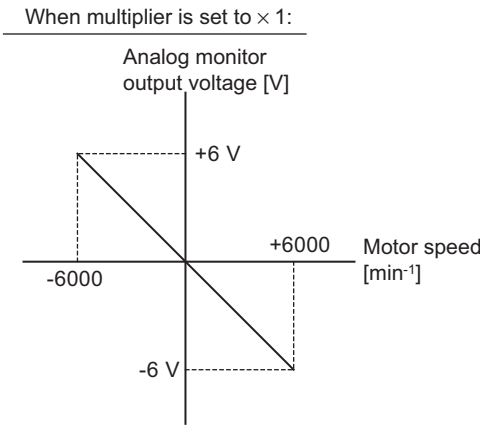 When multiplier is set to × 1:
Analog monitor
output voltage [V]
+6 V
+6000
Motor speed
[min-1]
-6000
-6 V